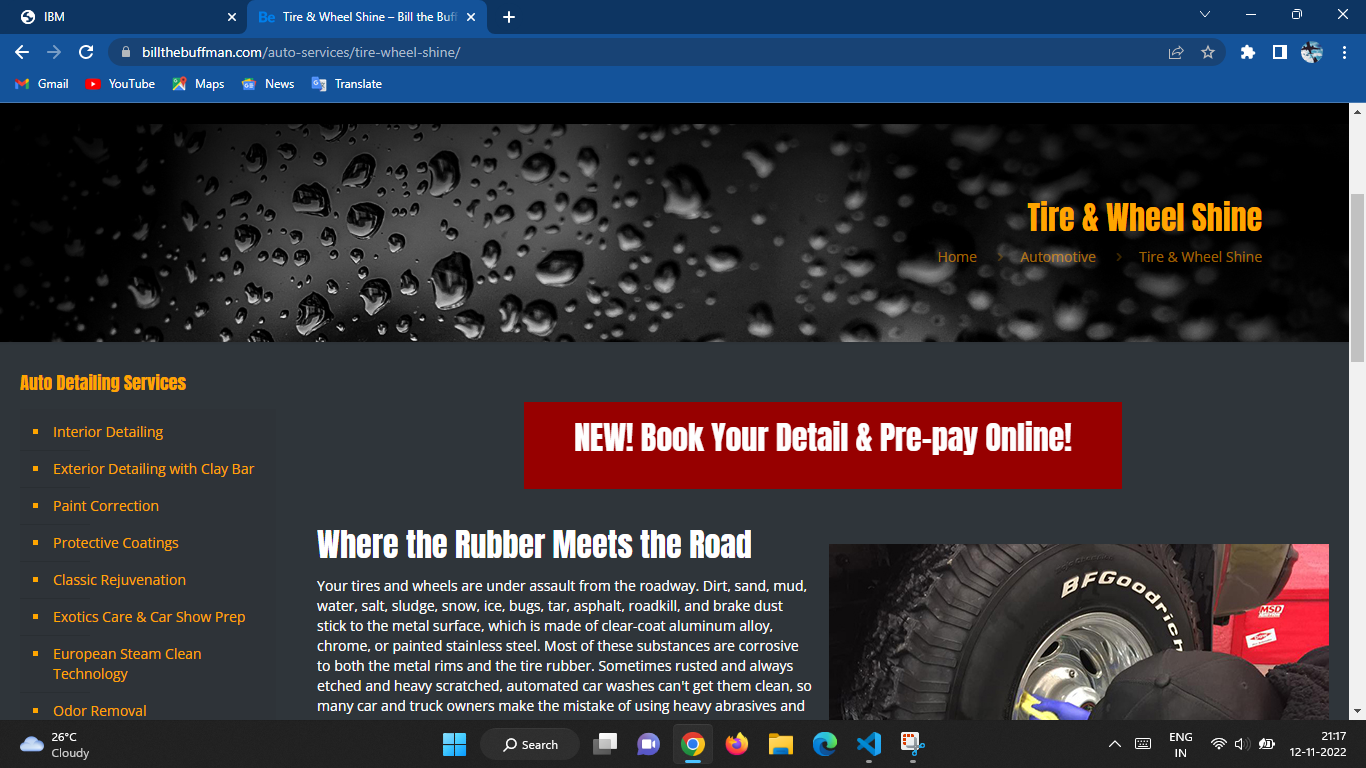 IBM
Be Tire & Wheel Shine – Bill the Buff
billthebuffman.com/auto-services/tire-wheel-shine/
Gmail
YouTube
Maps
News
Translate
Tire & Wheel Shine
Home > Automotive > Tire & Wheel Shine
Auto Detailing Services
Interior Detailing
Exterior Detailing with Clay Bar
Paint Correction
Protective Coatings
Classic Rejuvenation
Exotics Care & Car Show Prep
European Steam Clean
Technology
Odor Removal
NEW! Book Your Detail & Pre-pay Online!
Where the Rubber Meets the Road
Your tires and wheels are under assault from the roadway. Dirt, sand, mud,
water, salt, sludge, snow, ice, bugs, tar, asphalt, roadkill, and brake dust
stick to the metal surface, which is made of clear-coat aluminum alloy,
chrome, or painted stainless steel. Most of these substances are corrosive
to both the metal rims and the tire rubber. Sometimes rusted and always
etched and heavy scratched, automated car washes can't get them clean, so
many car and truck owners make the mistake of using heavy abrasives and
BFGoodrich
MSD
26°C
Cloudy
Search
ENG
IN
21:17
12-11-2022